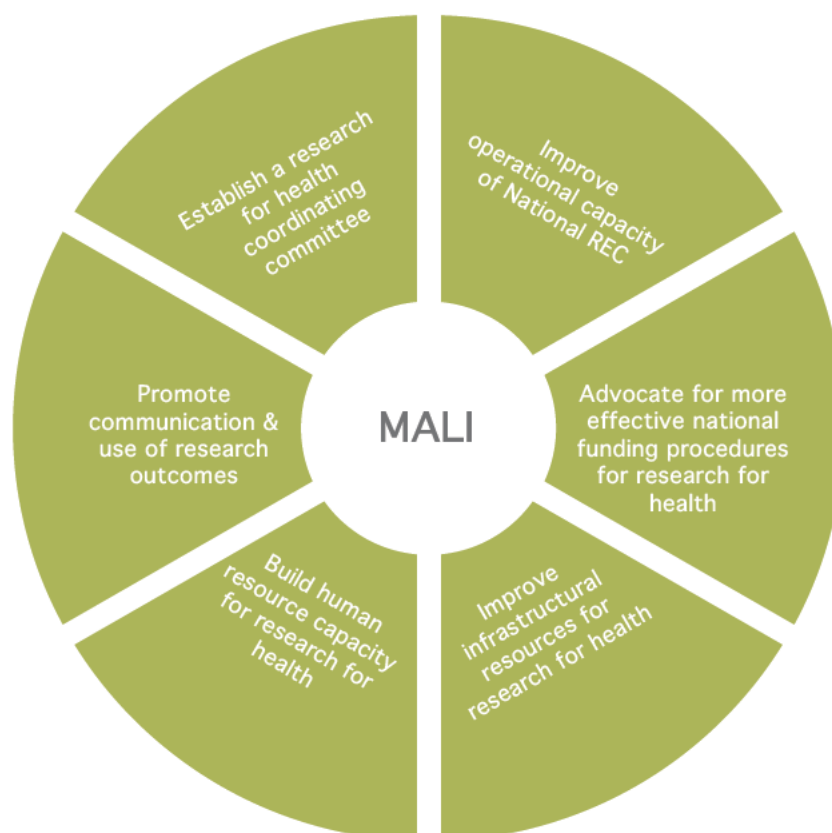 Establish a research
for health
coordinating
committee
Improve
operational capacity
of National REC
Promote
communication &
use of research
outcomes
MALI
Advocate for more
effective national
funding procedures
for research for
health
Build human
resource capacity
for research for
health
Improve
infrastructural
resources for
research for health